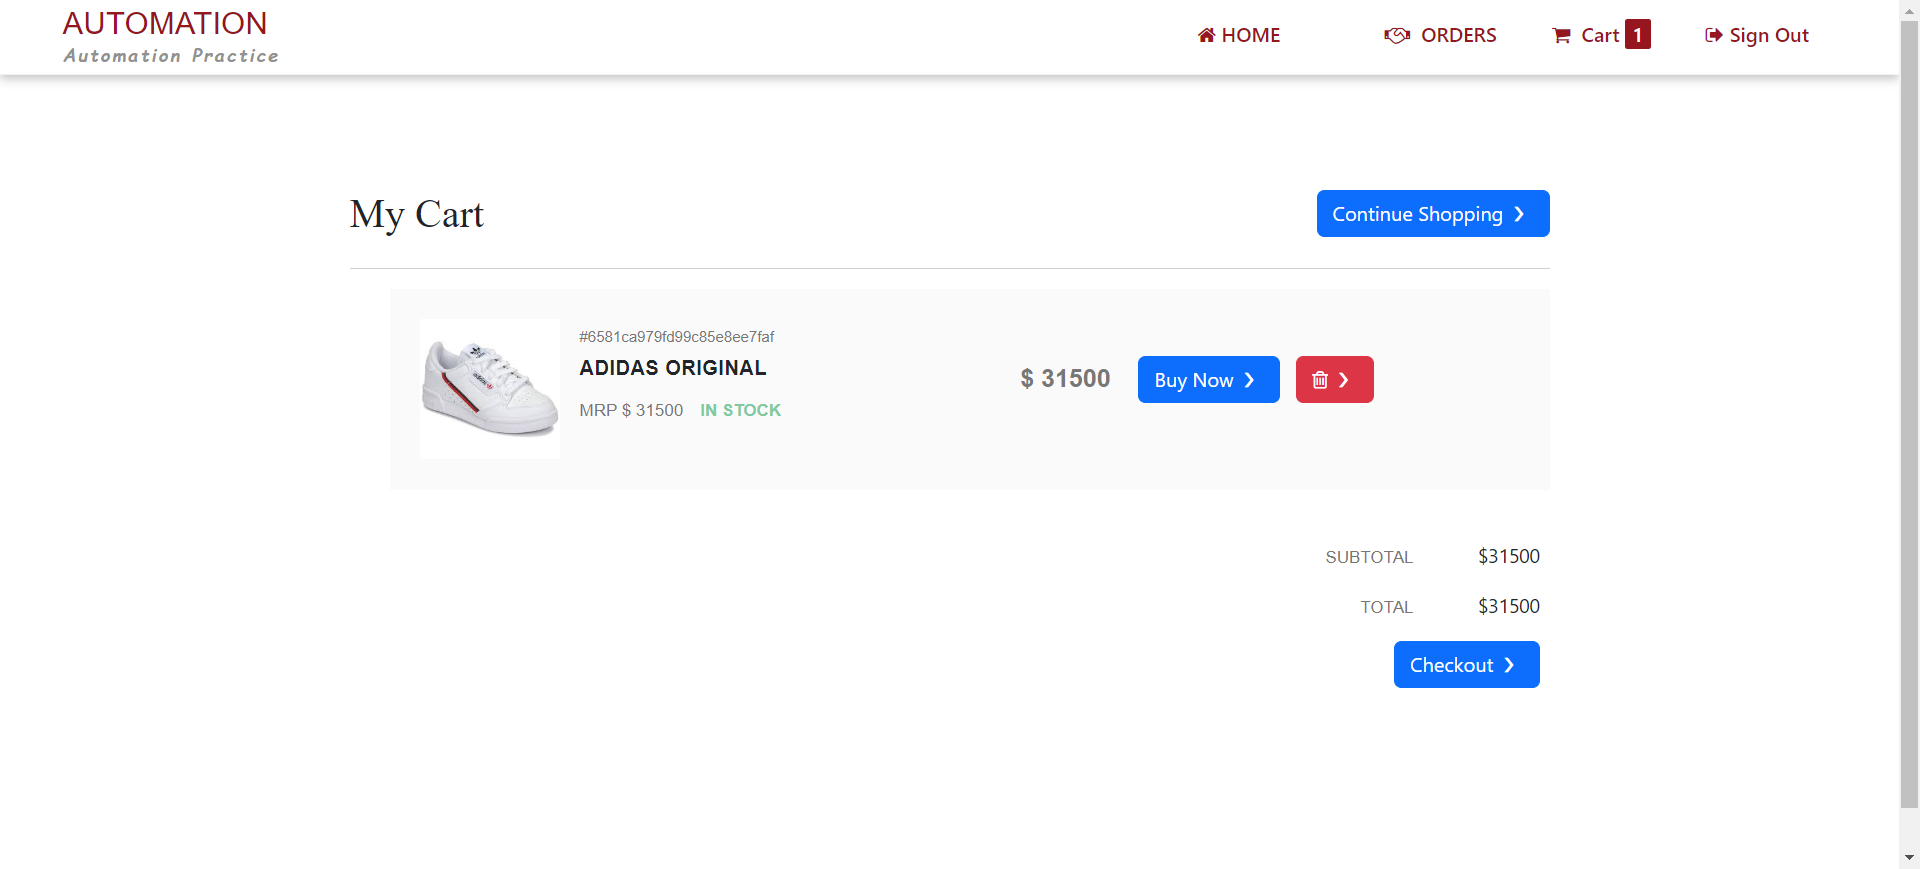 AUTOMATION
Automation Practice
HOME
ORDERS
Cart 1
Sign Out
My Cart
Continue Shopping ❯
#6581ca979fd99c85e8ee7faf
ADIDAS ORIGINAL
MRP $ 31500 IN STOCK
$ 31500
Buy Now ❯
❯
SUBTOTAL $31500
TOTAL $31500
Checkout ❯